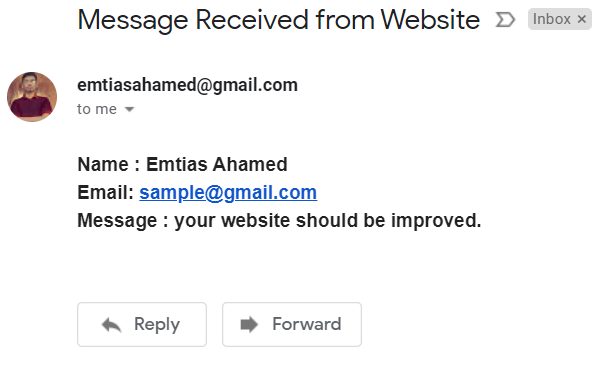 Message Received from Website Inbox ×
emtiasahamed@gmail.com
to me
Name : Emtias Ahamed
Email: sample@gmail.com
Message : your website should be improved.
Reply Forward